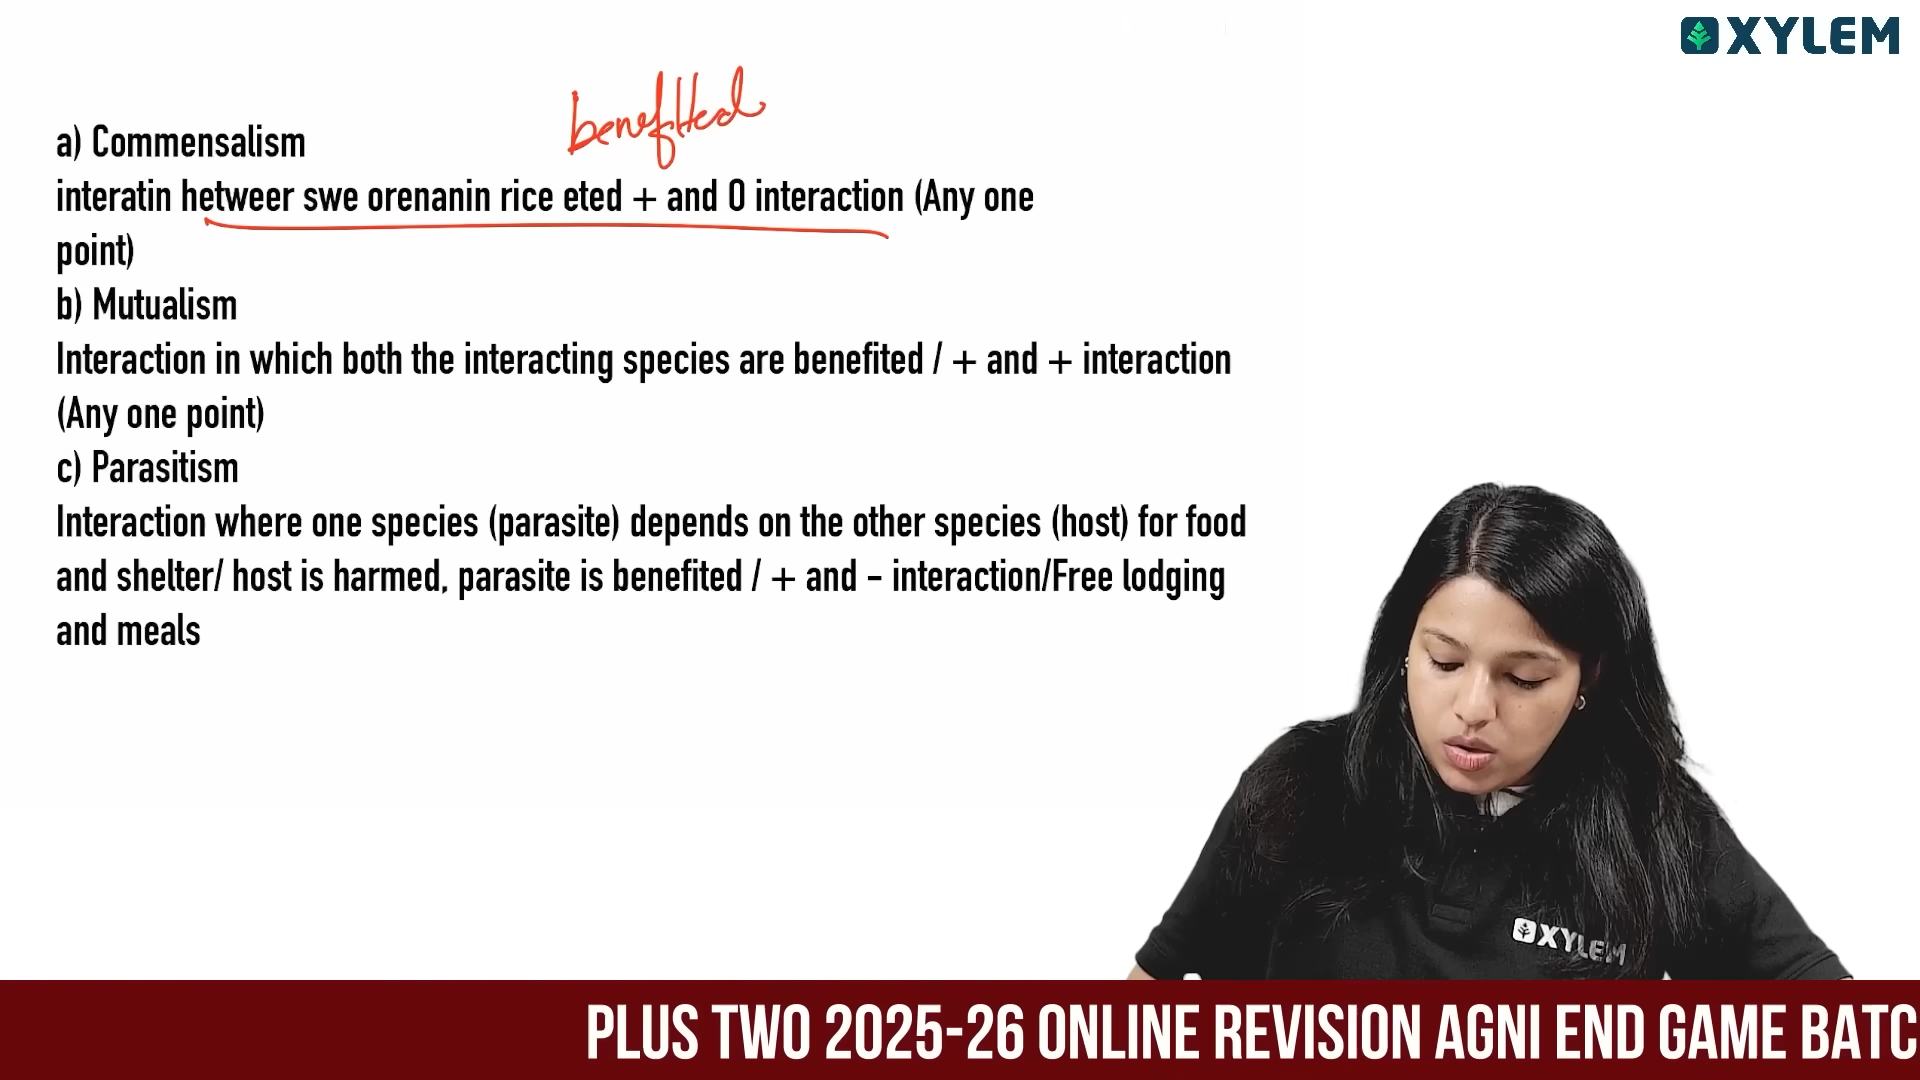 XYLEM
benefited
a) Commensalism
interatin hetweer swe orenanin rice eted + and 0 interaction (Any one
point)
b) Mutualism
Interaction in which both the interacting species are benefited / + and + interaction
(Any one point)
c) Parasitism
Interaction where one species (parasite) depends on the other species (host) for food
and shelter/ host is harmed, parasite is benefited / + and - interaction/Free lodging
and meals
XYLEM
PLUS TWO 2025-26 ONLINE REVISION AGNI END GAME BATC